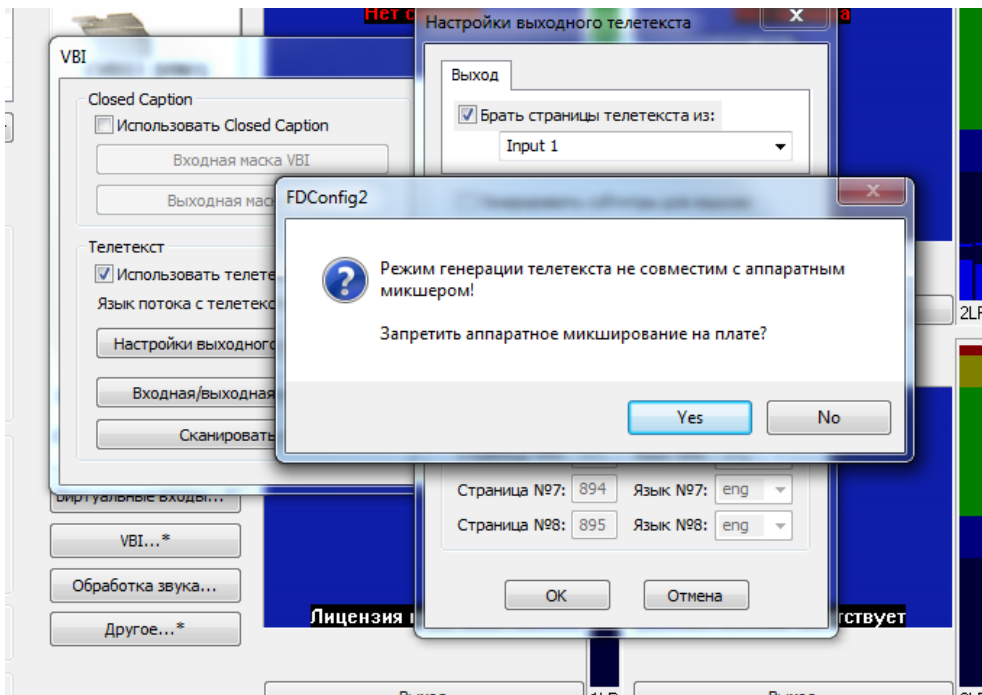 Нет с
а
VBI
Closed Caption
Использовать Closed Caption
Входная маска VBI
Выходная мас
Телетекст
Использовать телете
Язык потока с телетекс
Настройки выходного
Входная/выходная
Сканировать
Настройки выходного телетекста
Выход
Брать страницы телетекста из:
Input 1
FDConfig2
Режим генерации телетекста не совместим с аппаратным
микшером!
Запретить аппаратное микширование на плате?
Yes
No
Страница №7: 894 Язык №7: eng
Страница №8: 895 Язык №8: eng
OK
Отмена
Виртуальные входы...
VBI...*
Обработка звука...
Другое...*
Лицензия
тствует
2LF